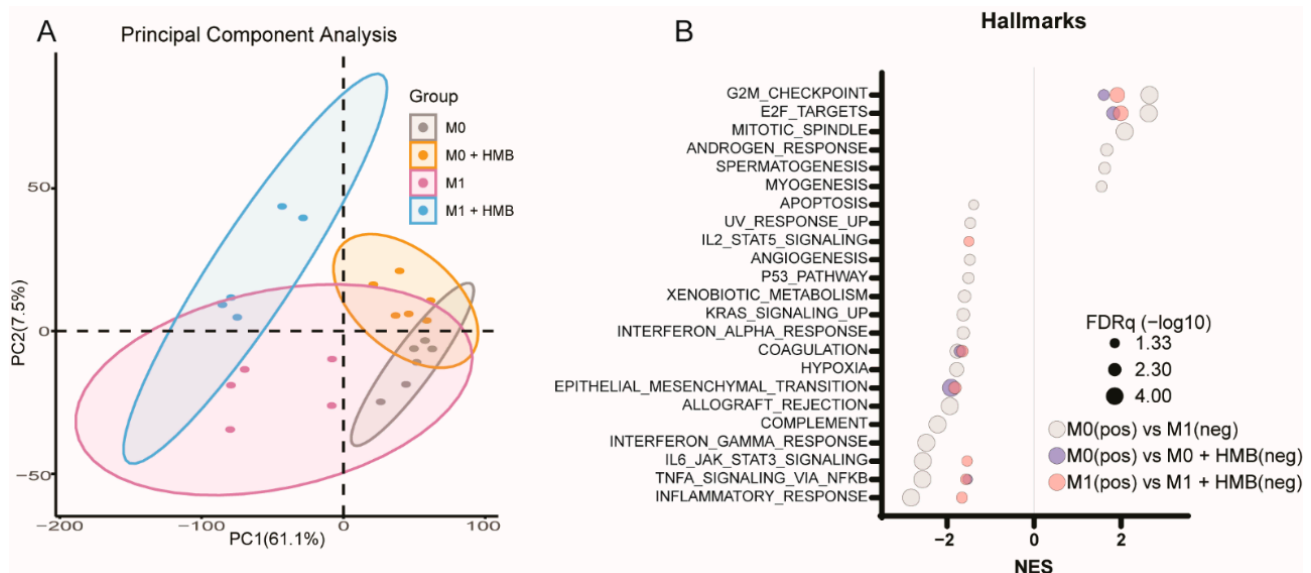 A
Principal Component Analysis
PC2(7.5%)
50
0
−50
−200
−100
0
100
PC1(61.1%)
Group
M0
M0 + HMB
M1
M1 + HMB
B
Hallmarks
G2M_CHECKPOINT
E2F_TARGETS
MITOTIC_SPINDLE
ANDROGEN_RESPONSE
SPERMATOGENESIS
MYOGENESIS
APOPTOSIS
UV_RESPONSE_UP
IL2_STAT5_SIGNALING
ANGIOGENESIS
P53_PATHWAY
XENOBIOTIC_METABOLISM
KRAS_SIGNALING_UP
INTERFERON_ALPHA_RESPONSE
COAGULATION
HYPOXIA
EPITHELIAL_MESENCHYMAL_TRANSITION
ALLOGRAFT_REJECTION
COMPLEMENT
INTERFERON_GAMMA_RESPONSE
IL6_JAK_STAT3_SIGNALING
TNFA_SIGNALING_VIA_NFKB
INFLAMMATORY_RESPONSE
−2
0
2
NES
FDRq (−log10)
1.33
2.30
4.00
M0(pos) vs M1(neg)
M0(pos) vs M0 + HMB(neg)
M1(pos) vs M1 + HMB(neg)